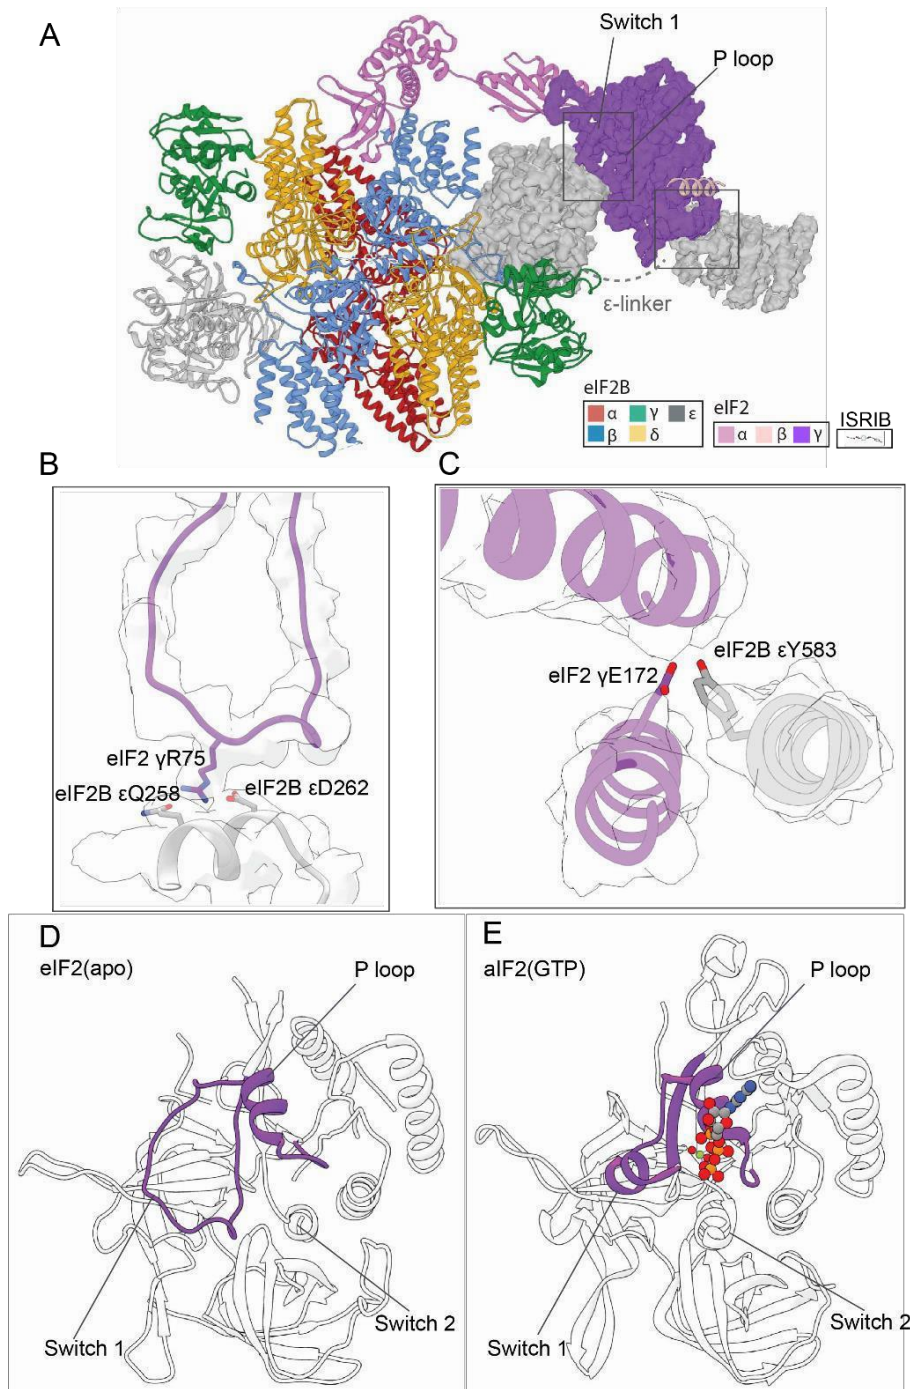 A
Switch 1
P loop
ε-linker
eIF2B
α γ ε
β δ
eIF2
α β γ
ISRIB
B
eIF2 γR75
eIF2B εQ258
eIF2B εD262
C
eIF2B εY583
eIF2 γE172
D
eIF2(apo)
P loop
Switch 1
Switch 2
E
aIF2(GTP)
P loop
Switch 1
Switch 2